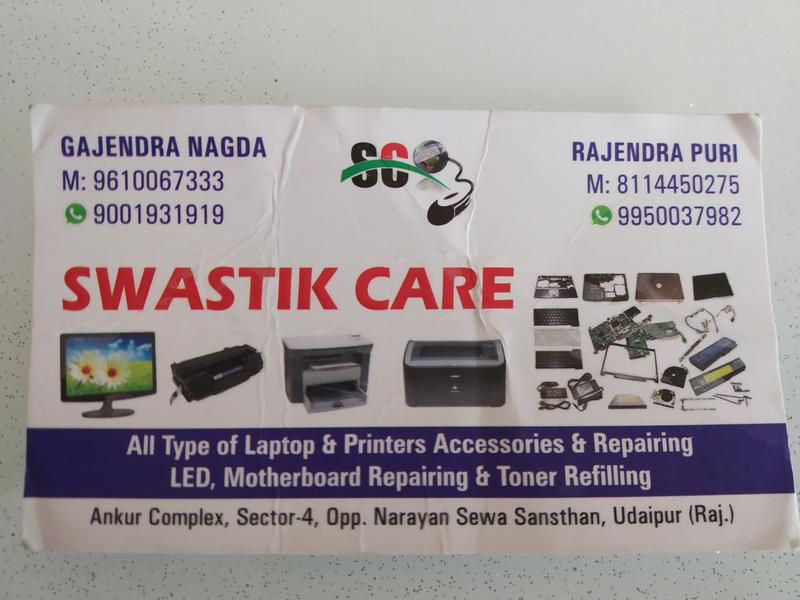 GAJENDRA NAGDA
M: 9610067333
9001931919
SC
RAJENDRA PURI
M: 8114450275
9950037982
SWASTIK CARE
All Type of Laptop & Printers Accessories & Repairing
LED, Motherboard Repairing & Toner Refilling
Ankur Complex, Sector-4, Opp. Narayan Sewa Sansthan, Udaipur (Raj.)